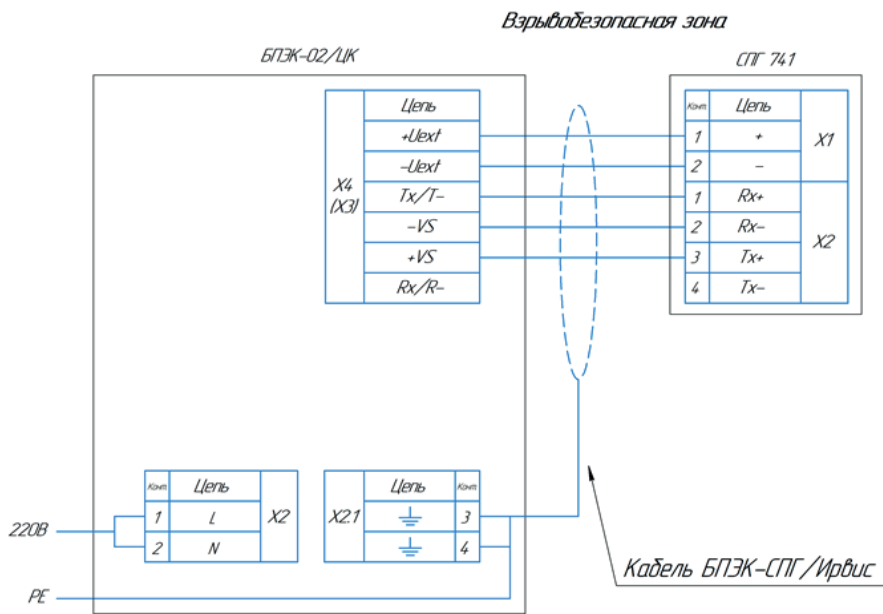 Взрывобезопасная зона
БПЭК-02/ЦК
СПГ 741
X4
(X3)
Цепь
+Uext
-Uext
Tx/T-
-VS
+VS
Rx/R-
Конт. Цепь
1 +
2 -
X1
1 Rx+
2 Rx-
3 Tx+
4 Tx-
X2
Конт. Цепь
1 L
2 N
X2
X2.1
Цепь Конт.
3
4
220В
PE
Кабель БПЭК-СПГ/Ирвис